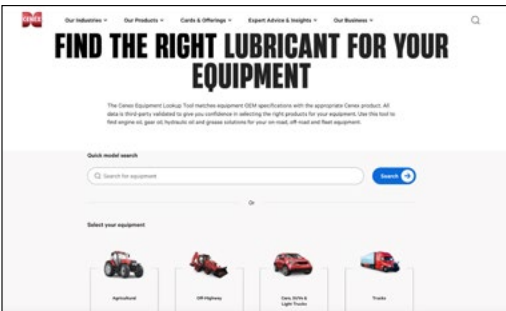 CENEX
Our Industries Our Products Cards & Offerings Expert Advice & Insights Our Business
FIND THE RIGHT LUBRICANT FOR YOUR
EQUIPMENT
The Cenex Equipment Lookup Tool matches equipment OEM specifications with the appropriate Cenex product. All
data is third-party validated to give you confidence in selecting the right products for your equipment. Use this tool to
find engine oil, gear oil, hydraulic oil and grease solutions for your on-road, off-road and fleet equipment.
Quick model search
Search for equipment
Search
Or
Select your equipment
Agricultural
Off-Highway
Cars, SUVs &
Light Trucks
Trucks